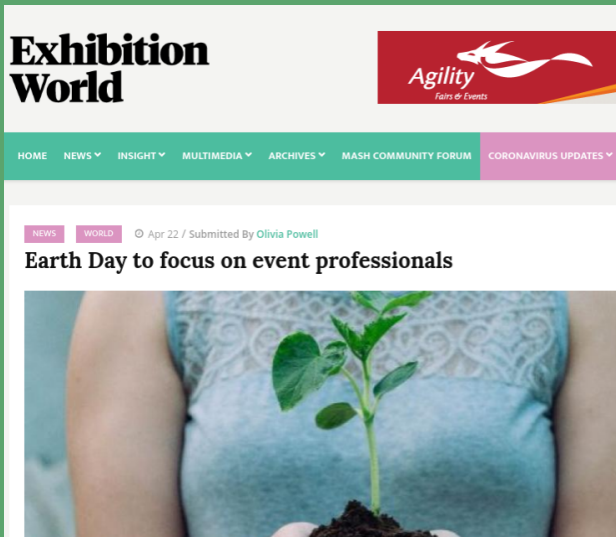 Exhibition
World
Agility
Fairs & Events
HOME NEWS INSIGHT MULTIMEDIA ARCHIVES MASH COMMUNITY FORUM CORONAVIRUS UPDATES
NEWS WORLD Apr 22 / Submitted By Olivia Powell
Earth Day to focus on event professionals